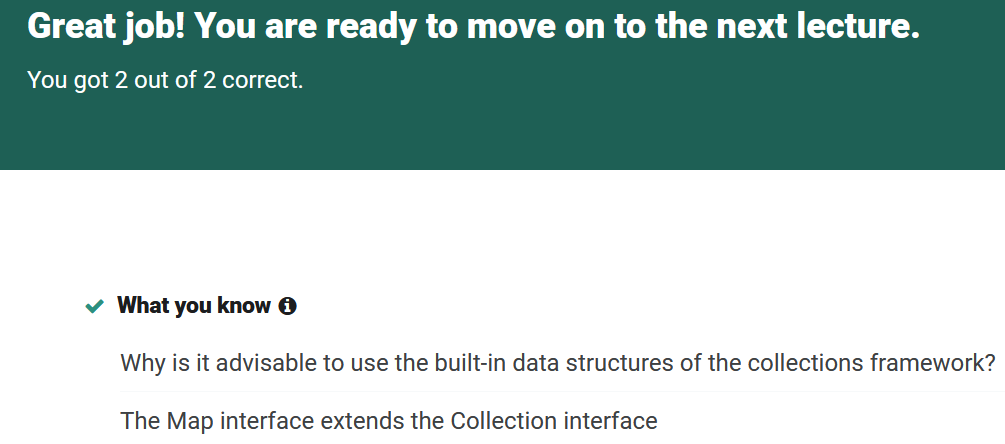 Great job! You are ready to move on to the next lecture.
You got 2 out of 2 correct.
What you know
Why is it advisable to use the built-in data structures of the collections framework?
The Map interface extends the Collection interface